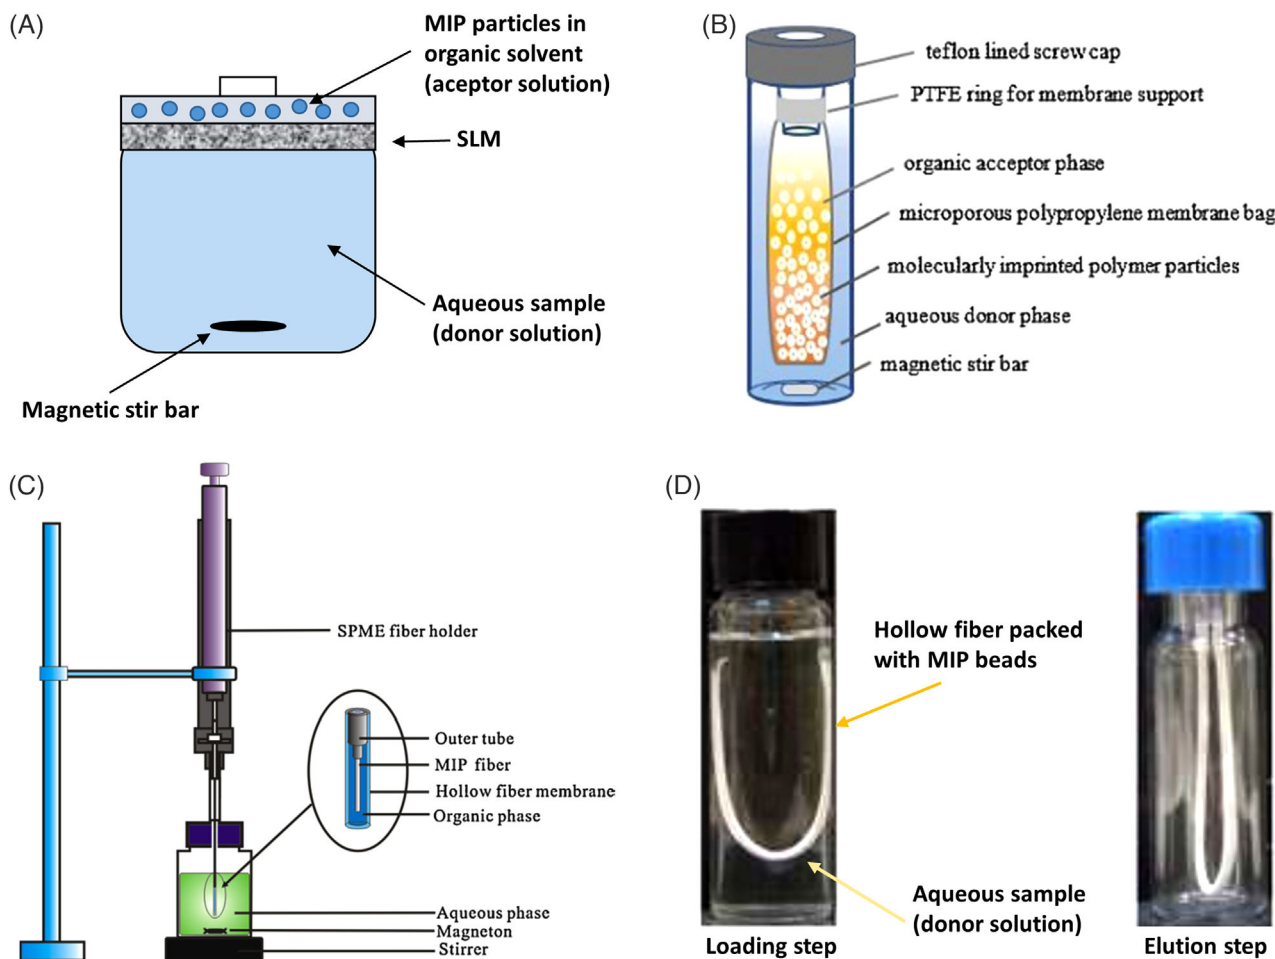 (A)
MIP particles in
organic solvent
(aceptor solution)
SLM
Aqueous sample
(donor solution)
Magnetic stir bar
(B)
teflon lined screw cap
PTFE ring for membrane support
organic acceptor phase
microporous polypropylene membrane bag
molecularly imprinted polymer particles
aqueous donor phase
magnetic stir bar
(C)
SPME fiber holder
Outer tube
MIP fiber
Hollow fiber membrane
Organic phase
Aqueous phase
Magneton
Stirrer
(D)
Hollow fiber packed
with MIP beads
Aqueous sample
(donor solution)
Loading step
Elution step